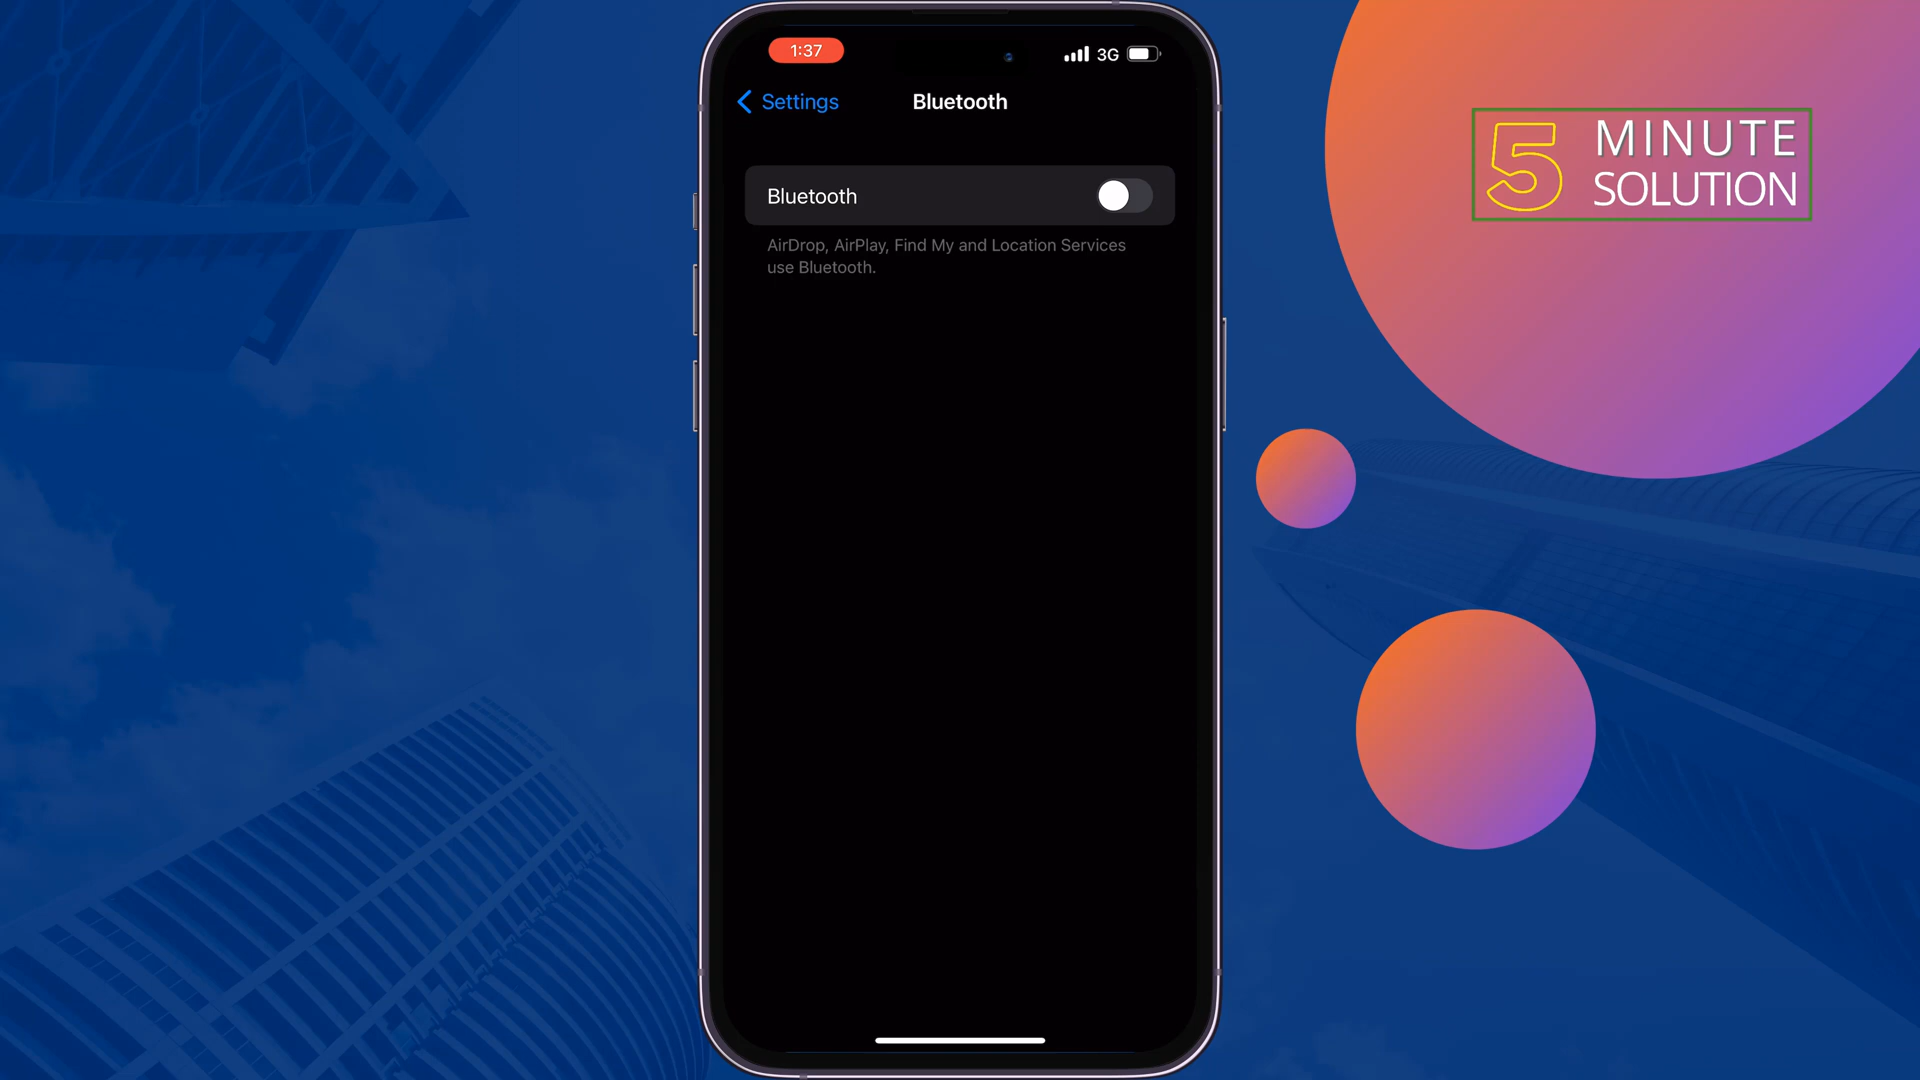 1:37
3G
Settings
Bluetooth
Bluetooth
AirDrop, AirPlay, Find My and Location Services
use Bluetooth.
5 MINUTE
SOLUTION